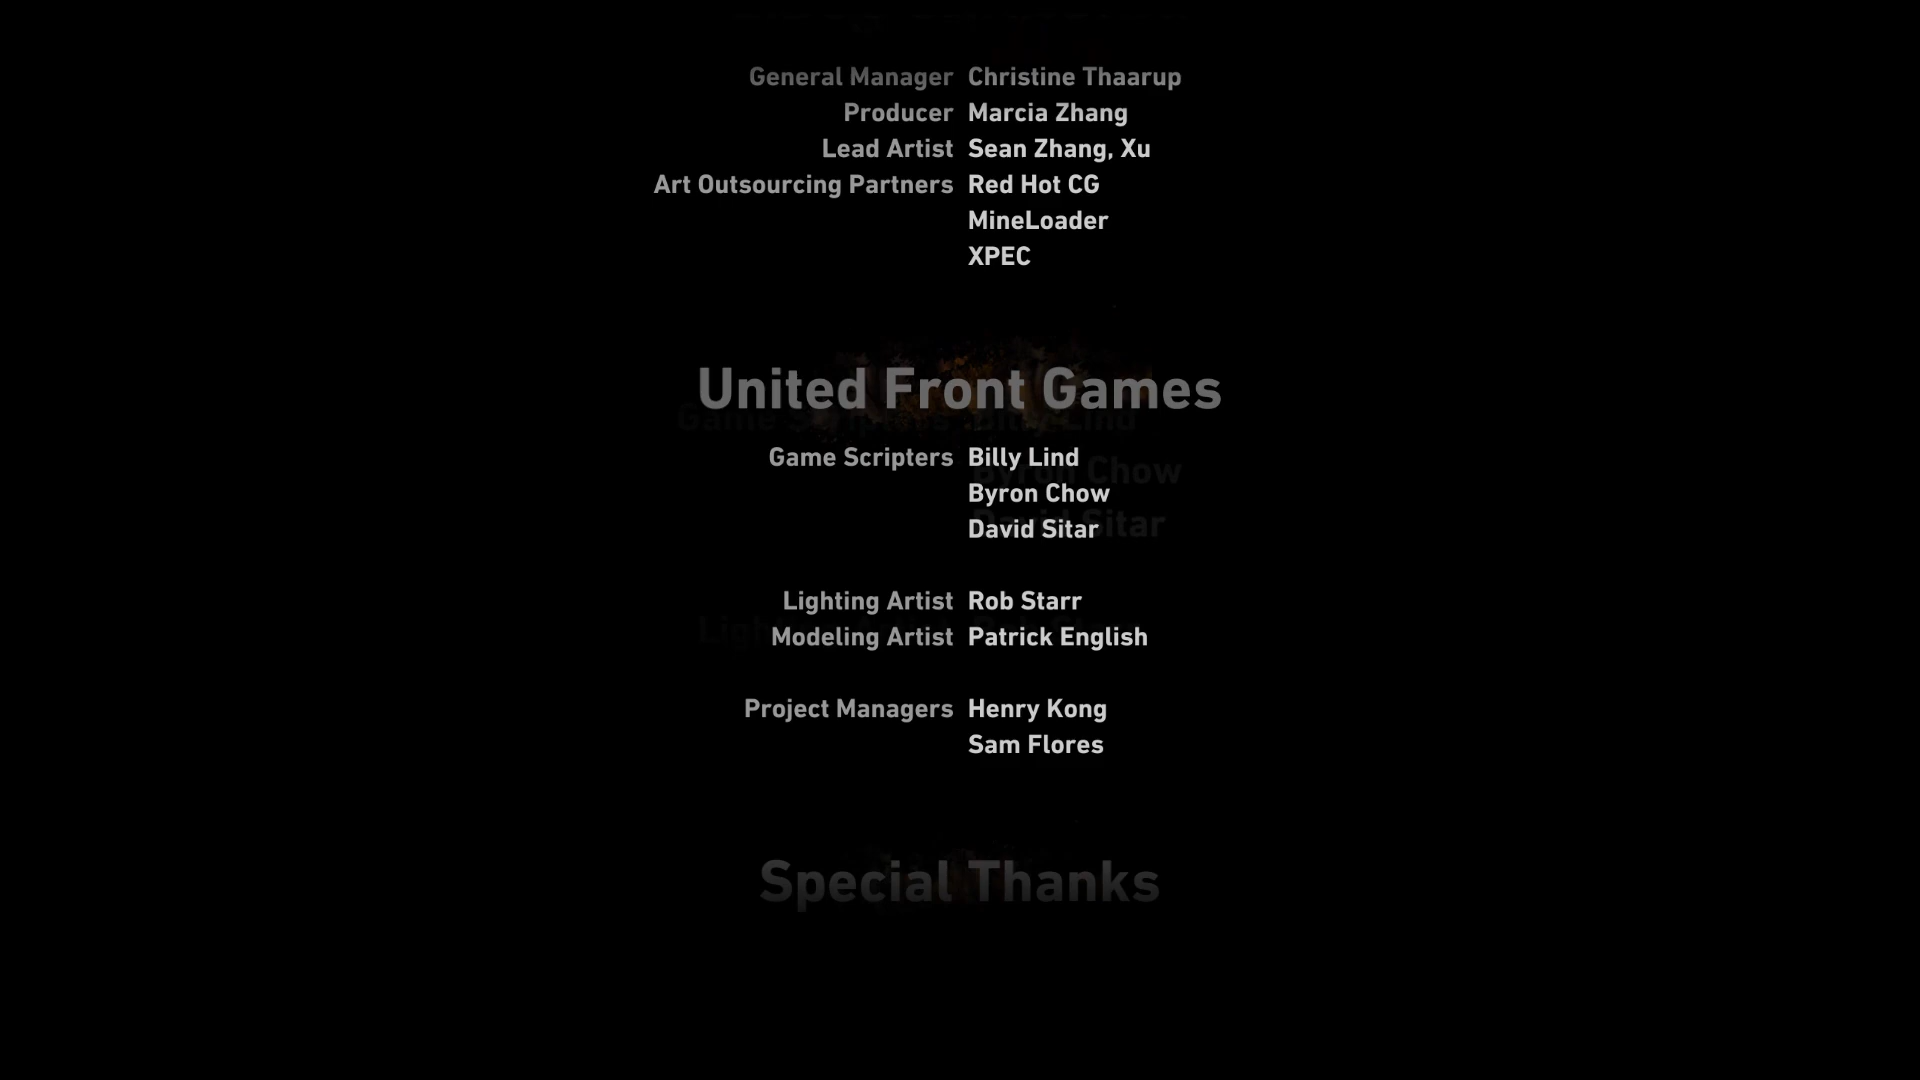 General Manager Christine Thaarup
Producer Marcia Zhang
Lead Artist Sean Zhang, Xu
Art Outsourcing Partners Red Hot CG
MineLoader
XPEC
United Front Games
Game Scripters Billy Lind
Byron Chow
David Sitar
Lighting Artist Rob Starr
Modeling Artist Patrick English
Project Managers Henry Kong
Sam Flores
Special Thanks